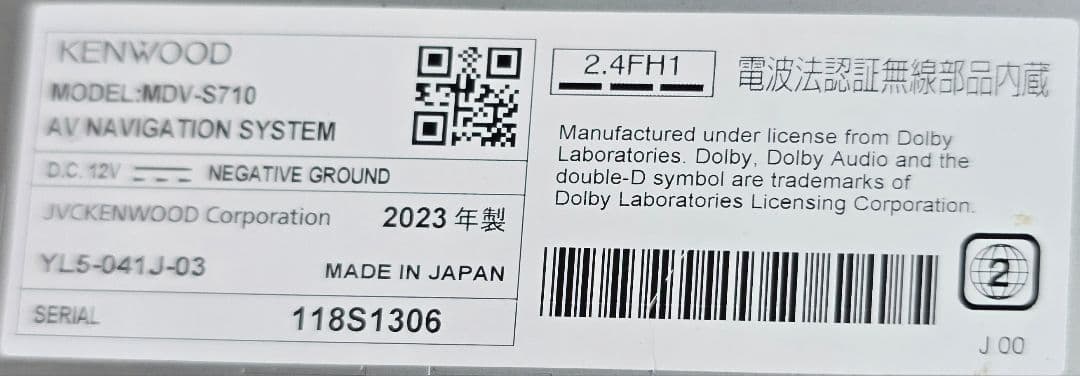 KENWOOD
MODEL:MDV-S710
AV NAVIGATION SYSTEM
D.C. 12V NEGATIVE GROUND
JVCKENWOOD Corporation 2023 年製
YL5-041J-03 MADE IN JAPAN
SERIAL 118S1306
2.4FH1
電波法認証無線部品内蔵
Manufactured under license from Dolby
Laboratories. Dolby, Dolby Audio and the
double-D symbol are trademarks of
Dolby Laboratories Licensing Corporation.
2
J 00